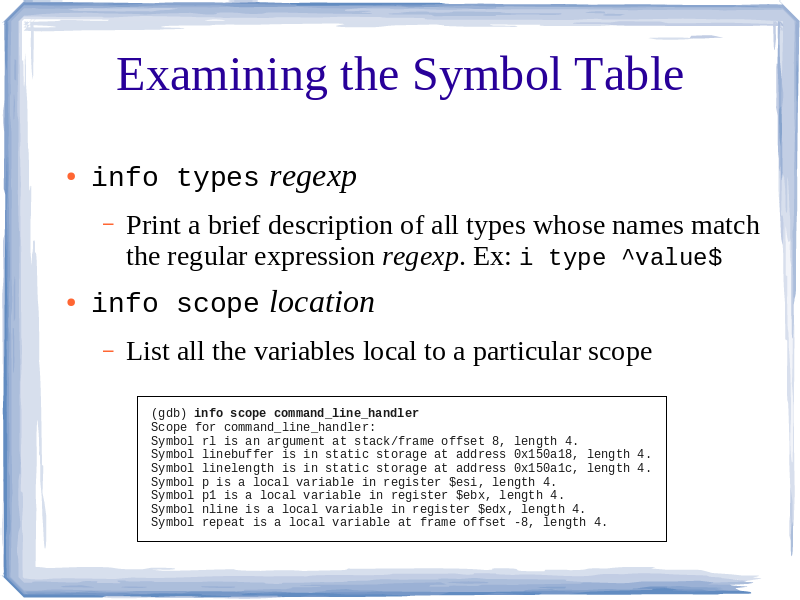 Examining the Symbol Table
• info types regexp
– Print a brief description of all types whose names match
the regular expression regexp. Ex: i type ^value$
• info scope location
– List all the variables local to a particular scope
(gdb) info scope command_line_handler
Scope for command_line_handler:
Symbol rl is an argument at stack/frame offset 8, length 4.
Symbol linebuffer is in static storage at address 0x150a18, length 4.
Symbol linelength is in static storage at address 0x150a1c, length 4.
Symbol p is a local variable in register $esi, length 4.
Symbol p1 is a local variable in register $ebx, length 4.
Symbol nline is a local variable in register $edx, length 4.
Symbol repeat is a local variable at frame offset -8, length 4.